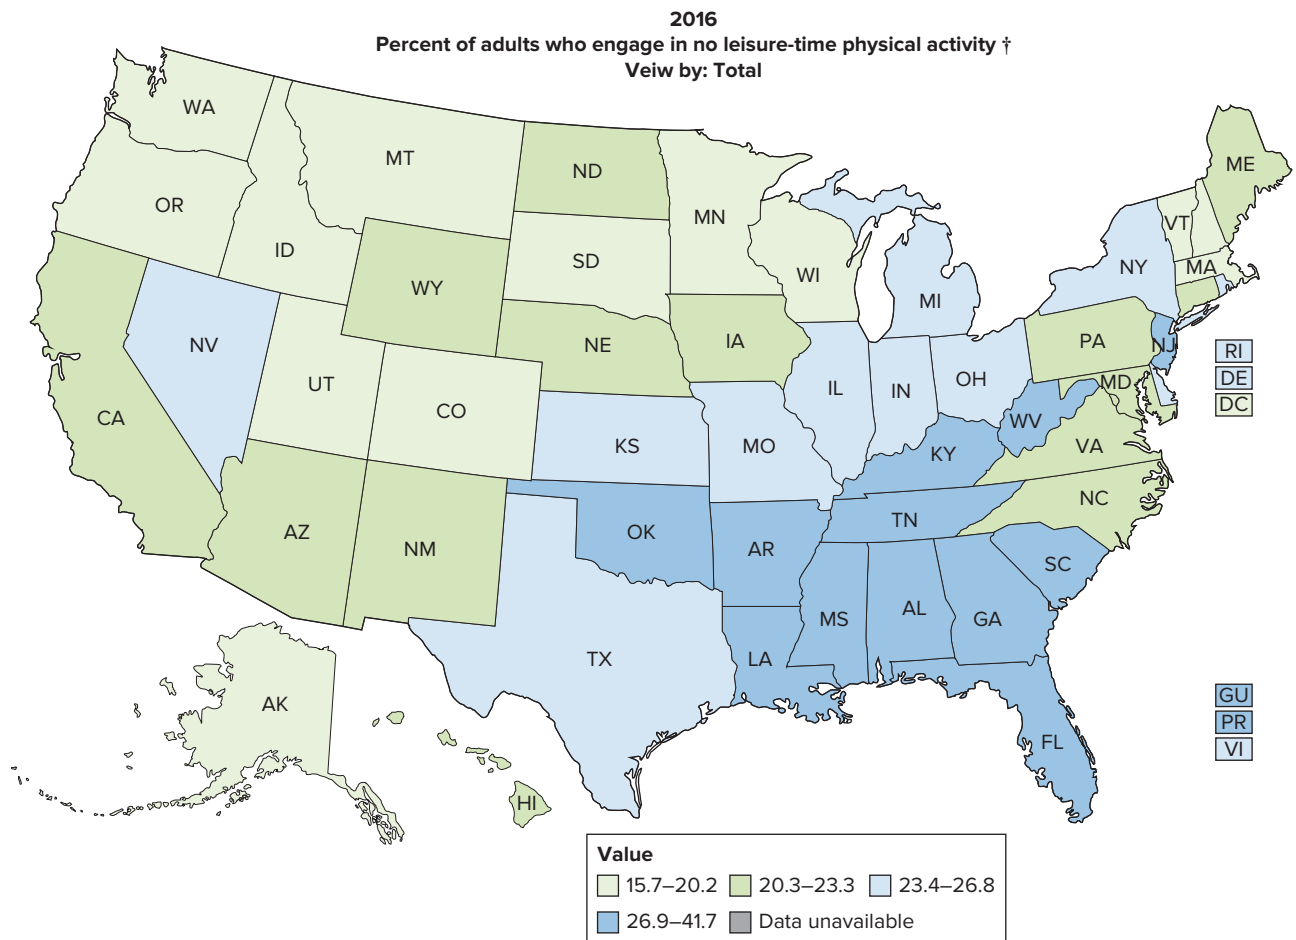 2016
Percent of adults who engage in no leisure-time physical activity †
Veiw by: Total
WA
MT
ND
ME
OR
MN
VT
ID
SD
WI
NY
MA
WY
MI
NV
NE
IA
PA
NJ
RI
UT
IL
IN
OH
DE
CO
MD
DC
CA
KS
MO
WV
VA
KY
AZ
NM
OK
AR
TN
NC
SC
MS
AL
GA
TX
LA
AK
GU
PR
FL
VI
HI
Value
15.7–20.2 20.3–23.3 23.4–26.8
26.9–41.7 Data unavailable